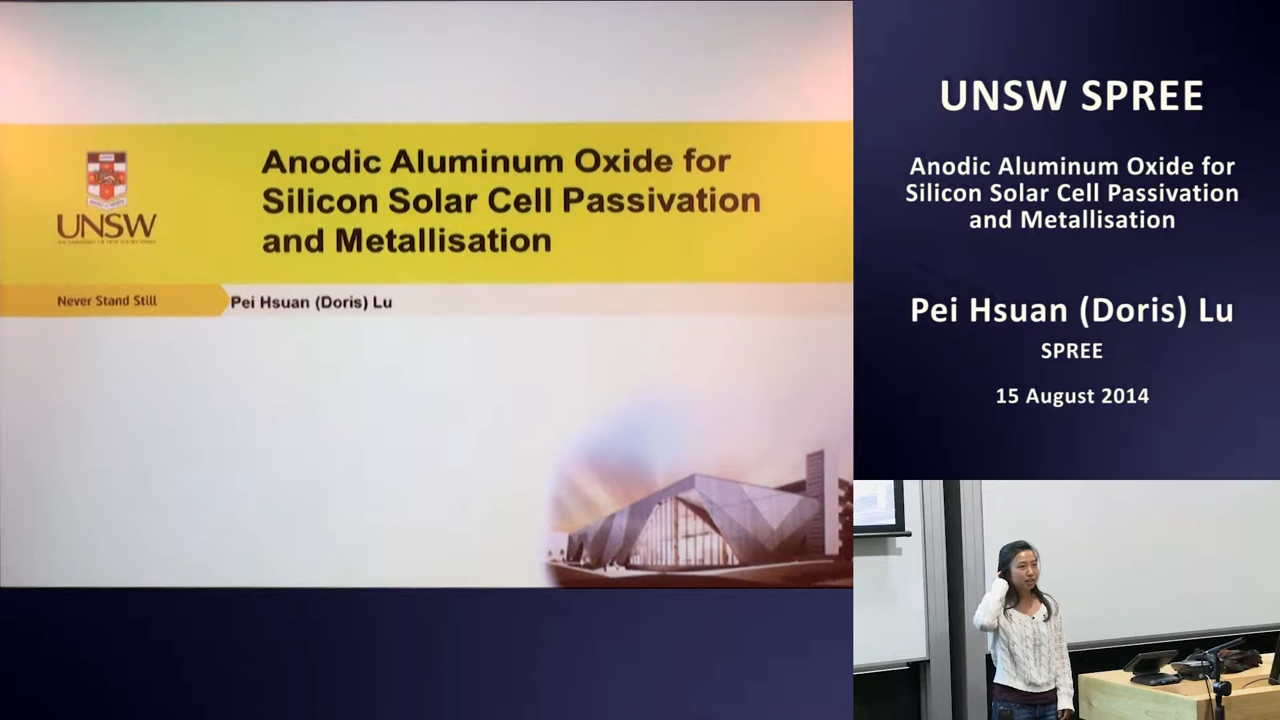 Anodic Aluminum Oxide for
Silicon Solar Cell Passivation
and Metallisation
UNSW
Never Stand Still
Pei Hsuan (Doris) Lu
UNSW SPREE
Anodic Aluminum Oxide for
Silicon Solar Cell Passivation
and Metallisation
Pei Hsuan (Doris) Lu
SPREE
15 August 2014